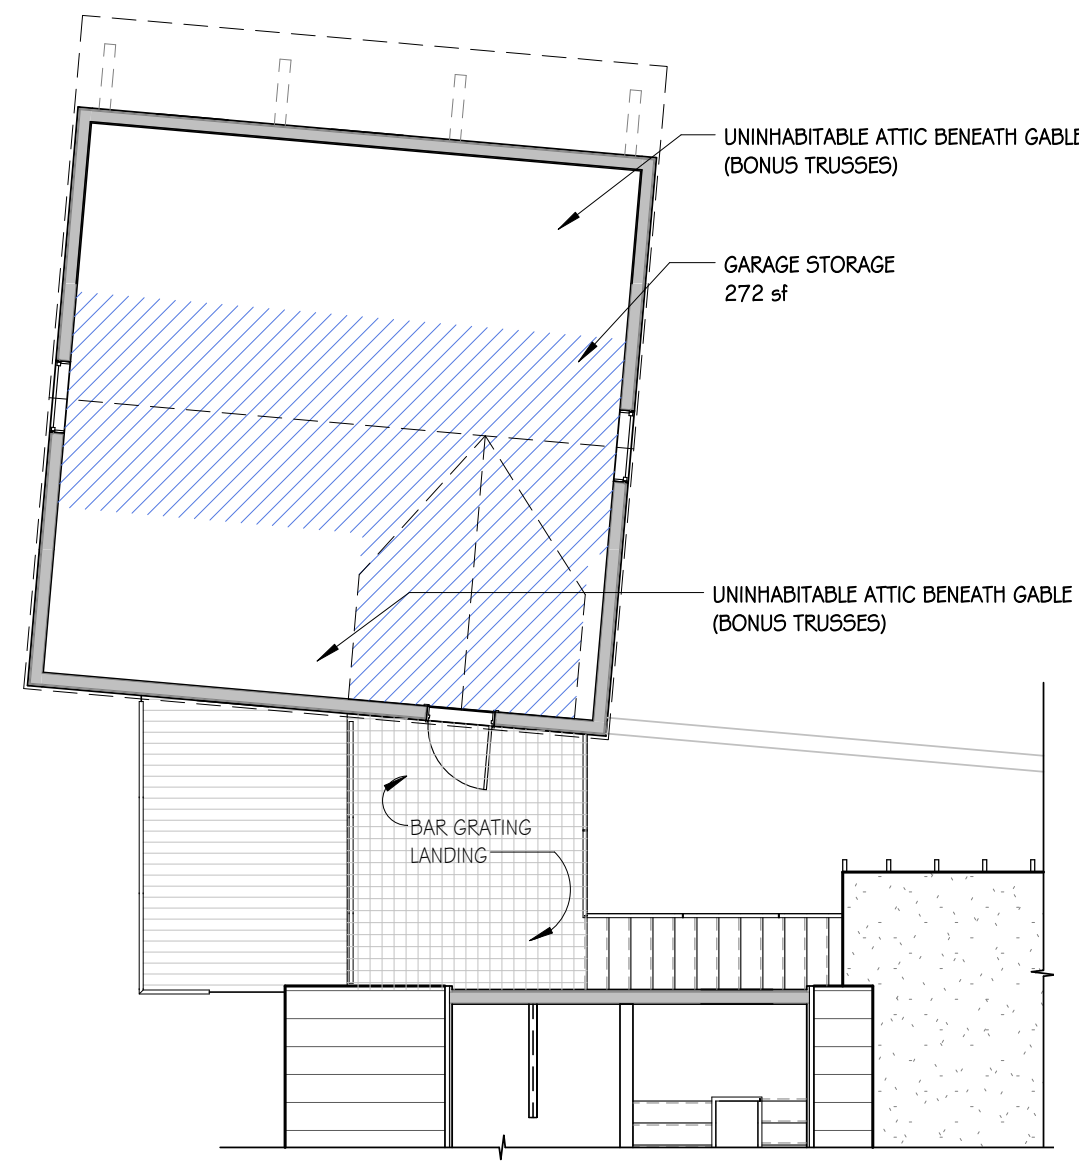 UNINHABITABLE ATTIC BENEATH GABLE
(BONUS TRUSSES)
GARAGE STORAGE
272 sf
UNINHABITABLE ATTIC BENEATH GABLE
(BONUS TRUSSES)
BAR GRATING
LANDING